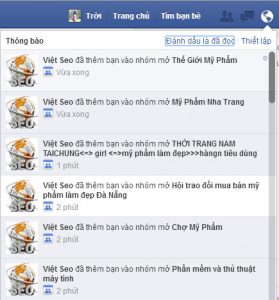 Trời Trang chủ Tìm bạn bè
Thông báo Đánh dấu là đã đọc · Thiết lập
Việt Seo đã thêm bạn vào nhóm mở Thế Giới Mỹ Phẩm
Vừa xong
Việt Seo đã thêm bạn vào nhóm mở Mỹ Phẩm Nha Trang
Vừa xong
Việt Seo đã thêm bạn vào nhóm mở THỜI TRANG NAM
TAICHUNG<~> girl <~>mỹ phẩm làm đẹp>>>hàngn tiêu dùng
1 phút
Việt Seo đã thêm bạn vào nhóm mở Hội trao đổi mua bán mỹ
phẩm làm đẹp Đà Nẵng
2 phút
Việt Seo đã thêm bạn vào nhóm mở Chợ Mỹ Phẩm
2 phút
Việt Seo đã thêm bạn vào nhóm mở Phần mềm và thủ thuật
máy tính
2 phút
SEO
SEO
SEO
SEO
SEO
SEO